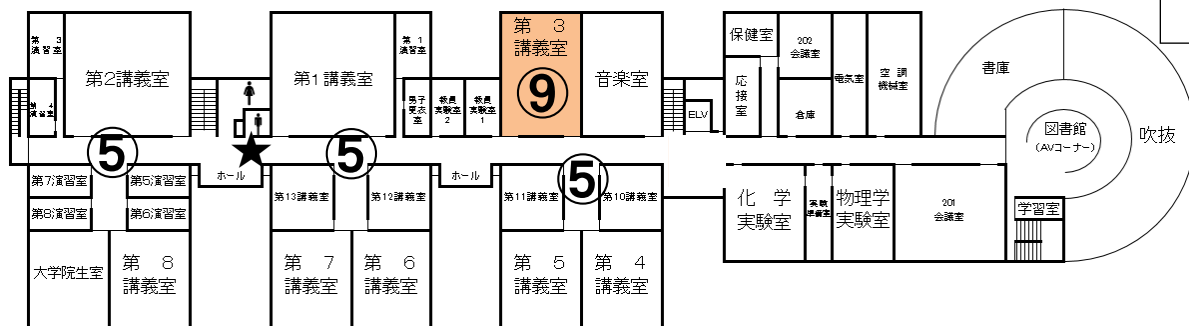 第 3
演習室
第2講義室
第 4
演習室
第1講義室
第 1
演習室
男子
更衣
室
教員
実験室
2
教員
実験室
1
第 3
講義室
⑨
音楽室
ELV
保健室
応
接
室
202
会議室
倉庫
電気室
空 調
機械室
書庫
図書館
(AVコーナー)
吹抜
⑤
★
⑤
⑤
ホール
ホール
第7演習室
第5演習室
第8演習室
第6演習室
第13講義室
第12講義室
第11講義室
第10講義室
化 学
実験室
実験
準備室
物理学
実験室
201
会議室
学習室
大学院生室
第 8
講義室
第 7
講義室
第 6
講義室
第 5
講義室
第 4
講義室